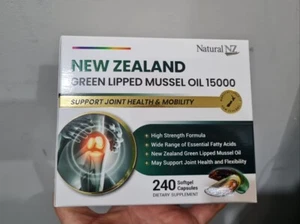 Natural NZ
NEW ZEALAND
GREEN LIPPED MUSSEL OIL 15000
SUPPORT JOINT HEALTH & MOBILITY
• High Strength Formula
• Wide Range of Essential Fatty Acids
• New Zealand Green Lipped Mussel Oil
• May Support Joint Health and Flexibility
240 Softgel
Capsules
DIETARY SUPPLEMENT